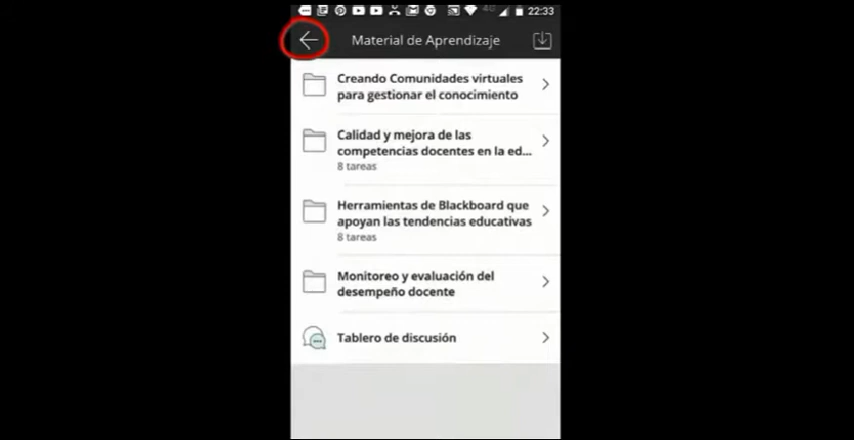 4G 22:33
Material de Aprendizaje
Creando Comunidades virtuales
para gestionar el conocimiento
Calidad y mejora de las
competencias docentes en la ed...
8 tareas
Herramientas de Blackboard que
apoyan las tendencias educativas
8 tareas
Monitoreo y evaluación del
desempeño docente
Tablero de discusión